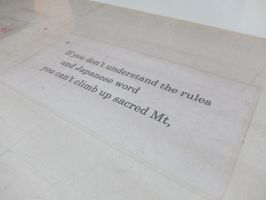 If you don't understand the rules
and Japanese word
you can't climb up sacred Mt,